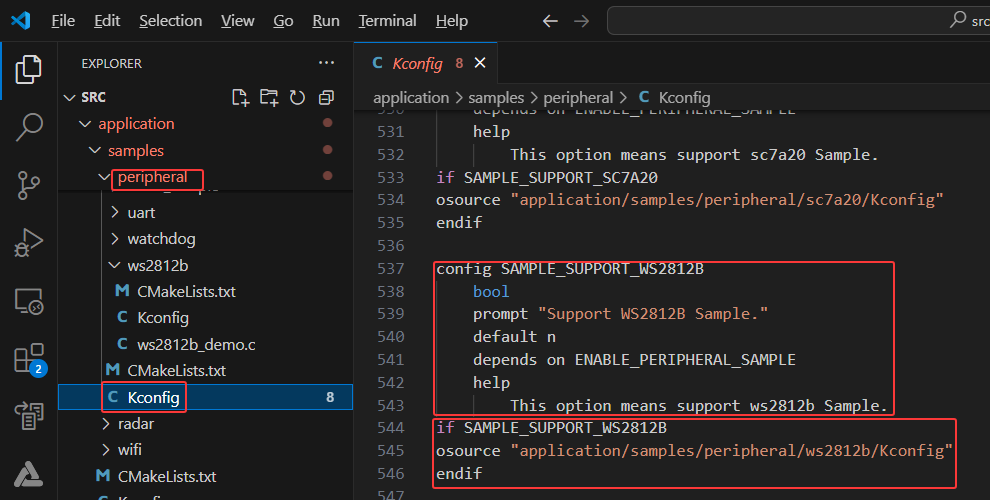 File Edit Selection View Go Run Terminal Help
src
EXPLORER
Kconfig 8
SRC
application > samples > peripheral > Kconfig
application
samples
peripheral
uart
watchdog
ws2812b
CMakeLists.txt
Kconfig
ws2812b_demo.c
CMakeLists.txt
Kconfig 8
radar
wifi
CMakeLists.txt
2
530 depends on ENABLE_PERIPHERAL_SAMPLE
531 help
532 This option means support sc7a20 Sample.
533 if SAMPLE_SUPPORT_SC7A20
534 osource "application/samples/peripheral/sc7a20/Kconfig"
535 endif
536
537 config SAMPLE_SUPPORT_WS2812B
538 bool
539 prompt "Support WS2812B Sample."
540 default n
541 depends on ENABLE_PERIPHERAL_SAMPLE
542 help
543 This option means support ws2812b Sample.
544 if SAMPLE_SUPPORT_WS2812B
545 osource "application/samples/peripheral/ws2812b/Kconfig"
546 endif
547